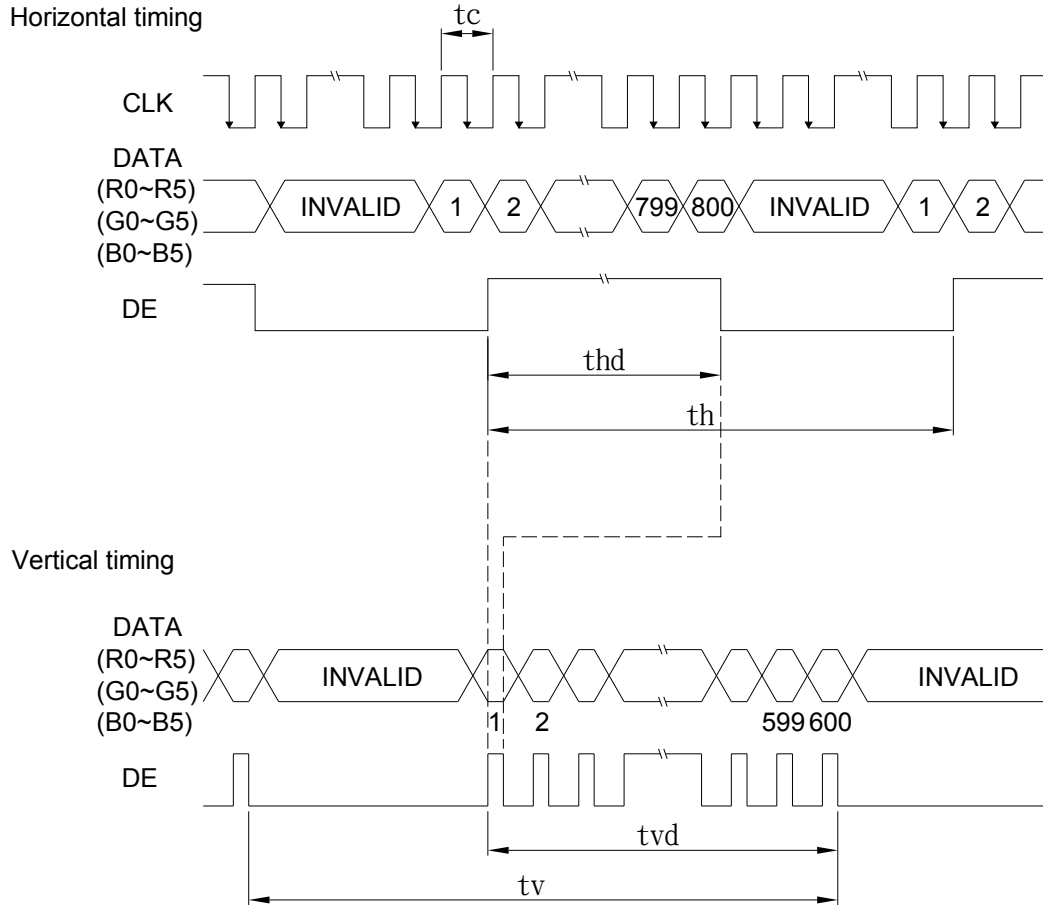 Horizontal timing
tc
CLK
DATA
(R0~R5)
(G0~G5)
(B0~B5)
INVALID 1 2 799 800 INVALID 1 2
DE
thd
th
Vertical timing
DATA
(R0~R5)
(G0~G5)
(B0~B5)
INVALID INVALID
1 2 599 600
DE
tvd
tv